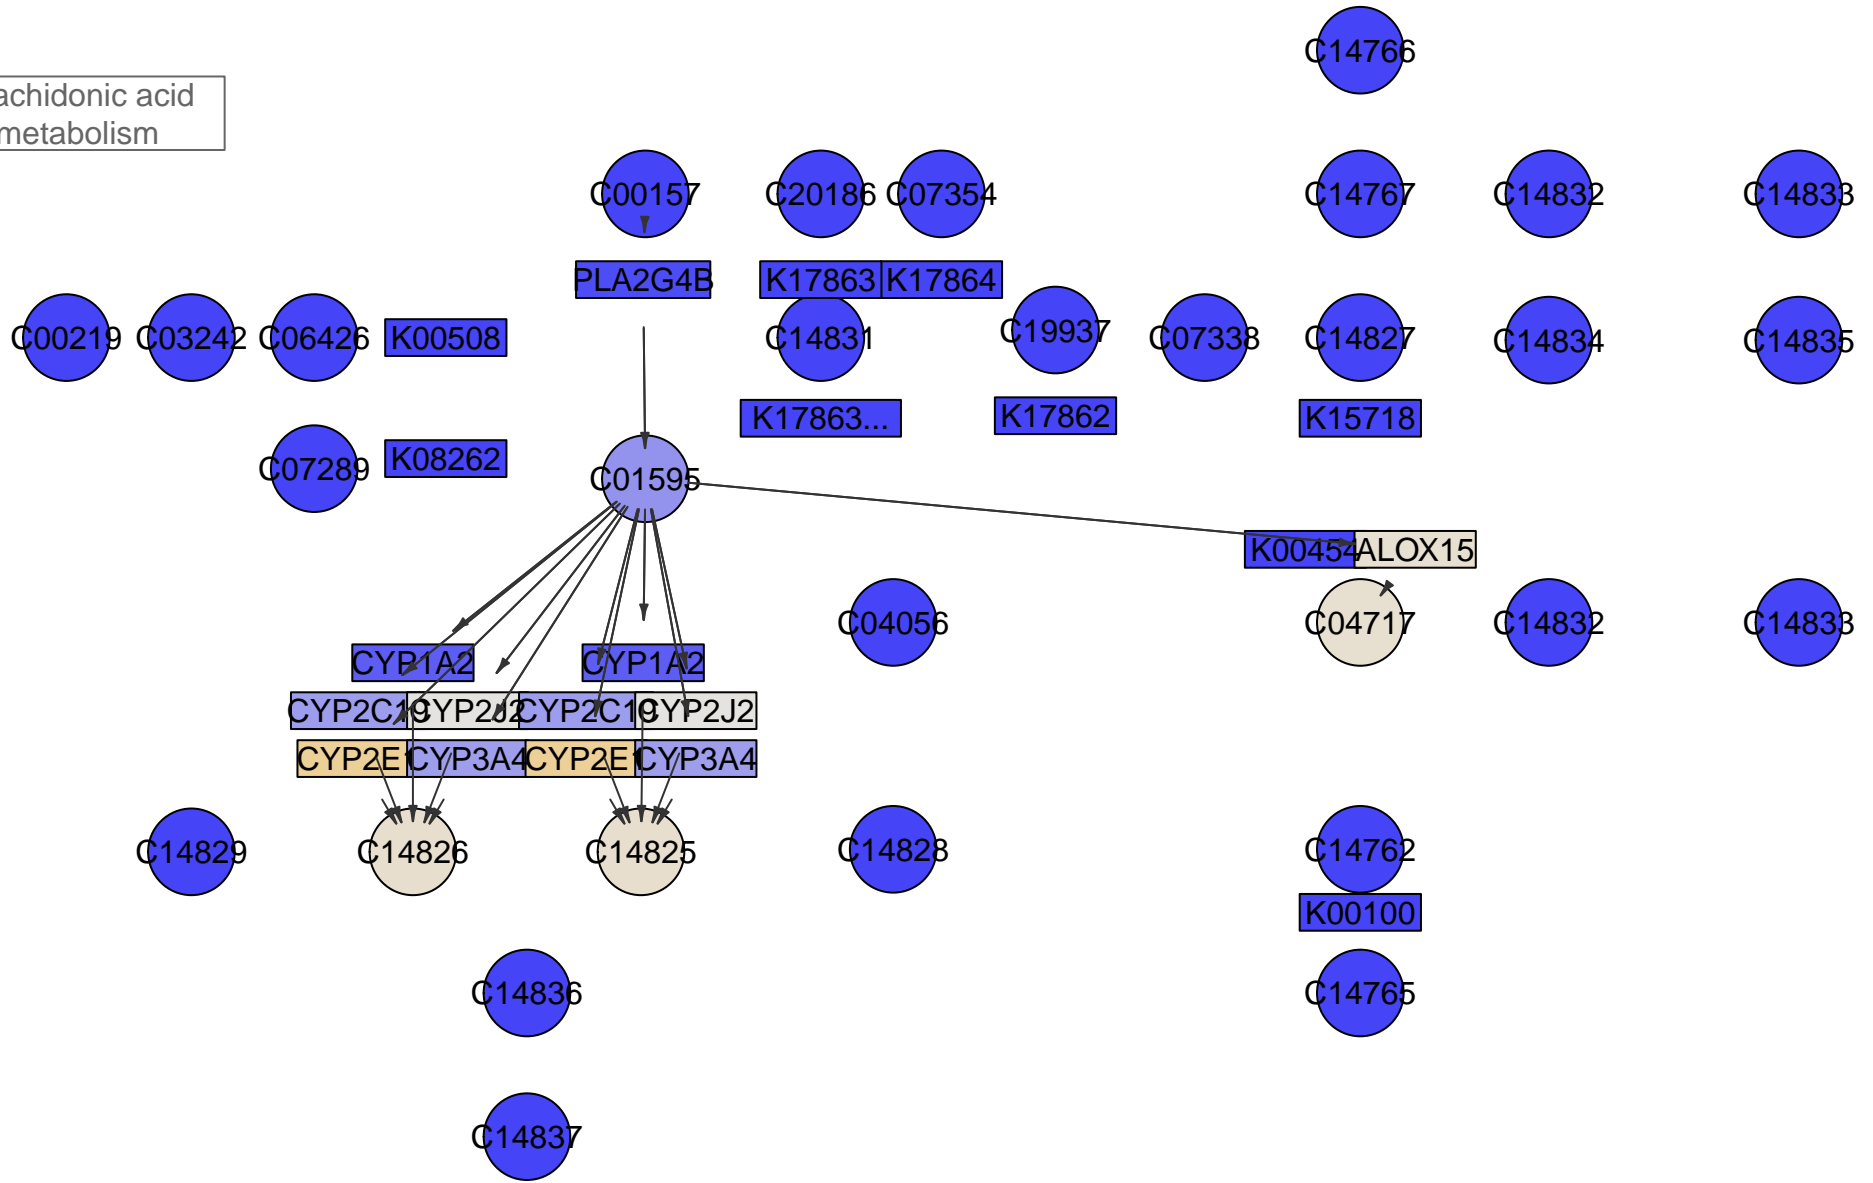 C14766
achidonic acid
metabolism
C00157
C20186
C07354
C14767
C14832
C14833
PLA2G4B
K17863
K17864
C00219
C03242
C06426
K00508
C14831
C19937
C07338
C14827
C14834
C14835
K17863...
K17862
K15718
C07289
K08262
C01595
K00454
ALOX15
C04056
C04717
C14832
C14833
CYP1A2
CYP1A2
CYP2C19
CYP2J2
CYP2C19
CYP2J2
CYP2E1
CYP3A4
CYP2E1
CYP3A4
C14829
C14826
C14825
C14828
C14762
K00100
C14836
C14765
C14837